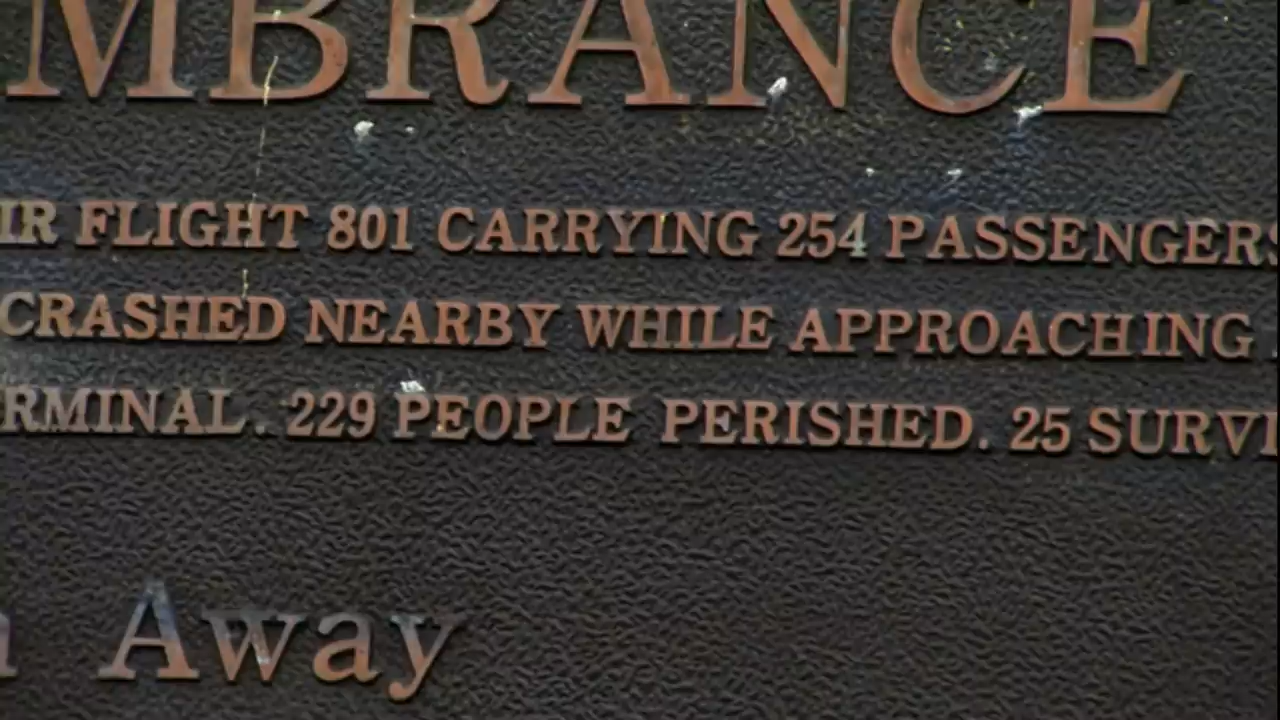 MBRANCE
IR FLIGHT 801 CARRYING 254 PASSENGERS
CRASHED NEARBY WHILE APPROACHING
RMINAL. 229 PEOPLE PERISHED. 25 SURVI
Away